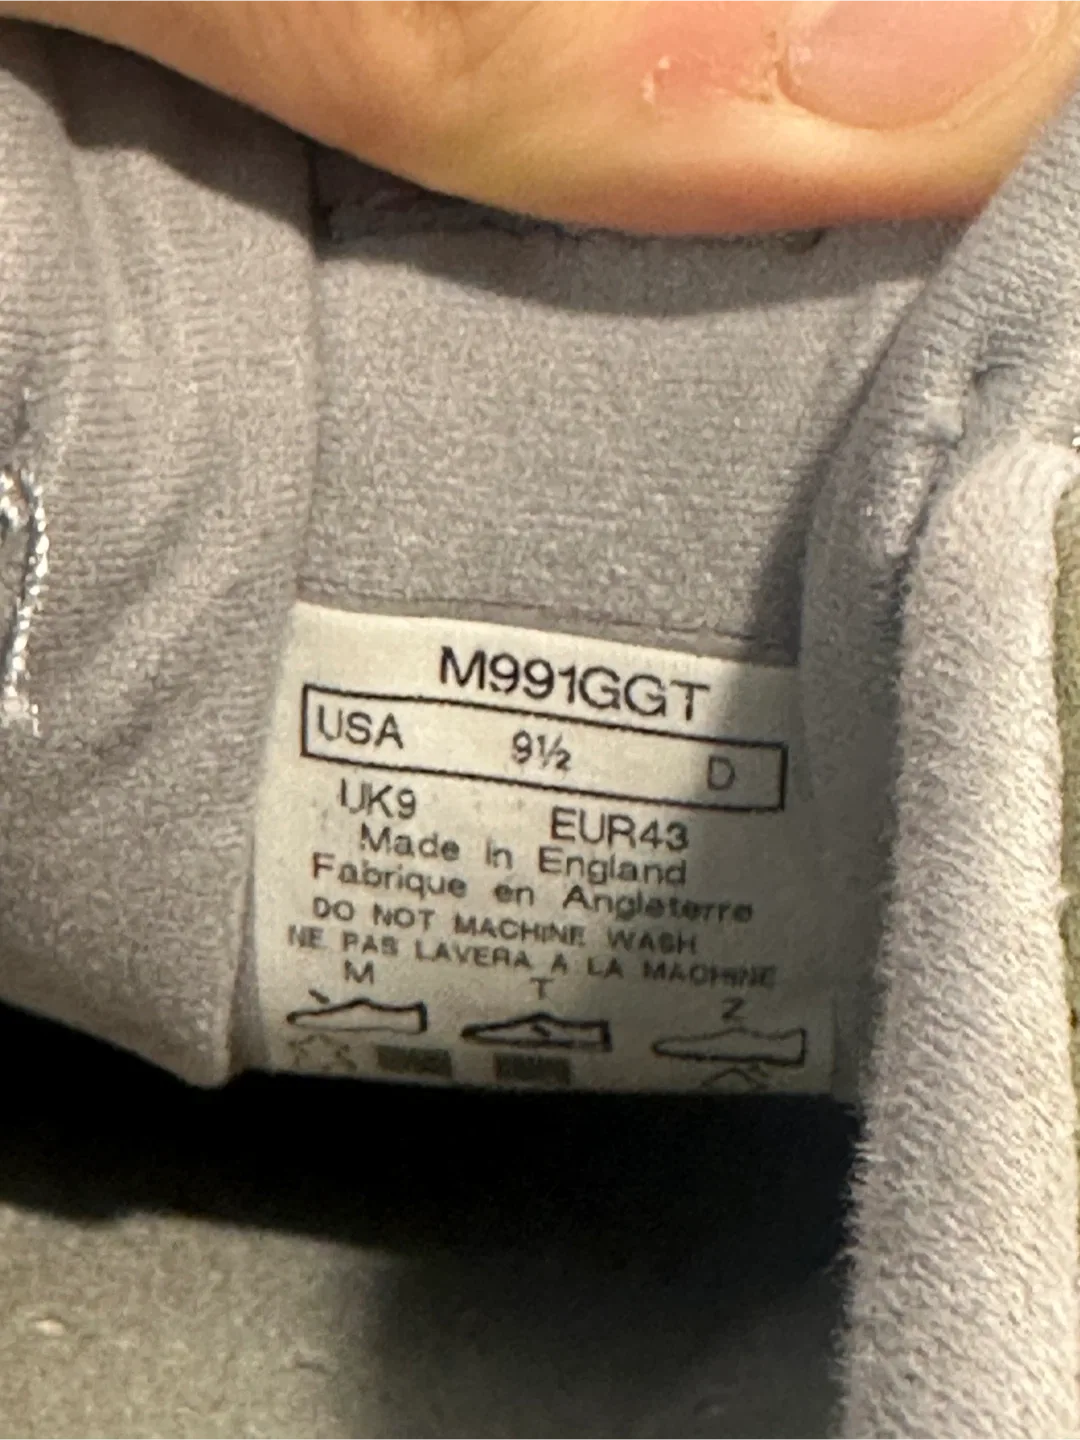 M991GGT
USA 9½ D
UK9 EUR43
Made in England
Fabrique en Angleterre
DO NOT MACHINE WASH
NE PAS LAVERA A LA MACHINE
M T Z